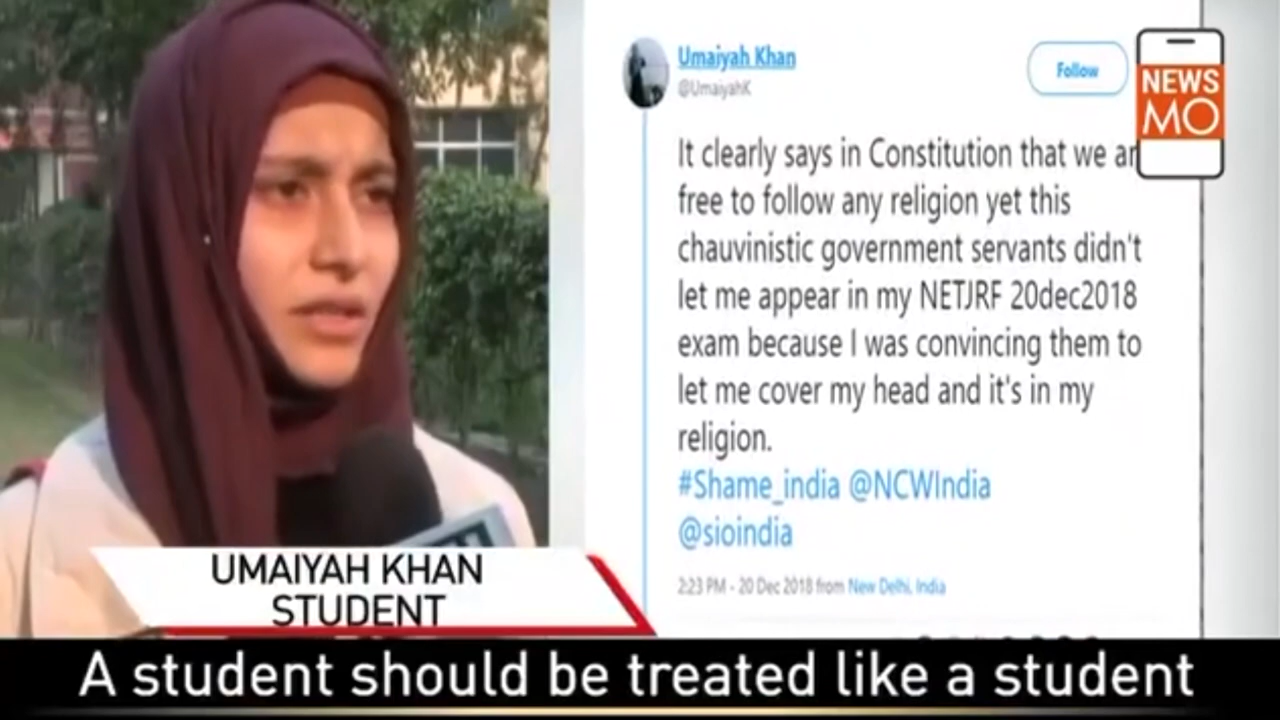 Umaiyah Khan
@UmaiyahK
Follow
NEWS
MO
It clearly says in Constitution that we ar
free to follow any religion yet this
chauvinistic government servants didn't
let me appear in my NETJRF 20dec2018
exam because I was convincing them to
let me cover my head and it's in my
religion.
#Shame_india @NCWIndia
@sioindia
2:23 PM - 20 Dec 2018 from New Delhi, India
UMAIYAH KHAN
STUDENT
A student should be treated like a student